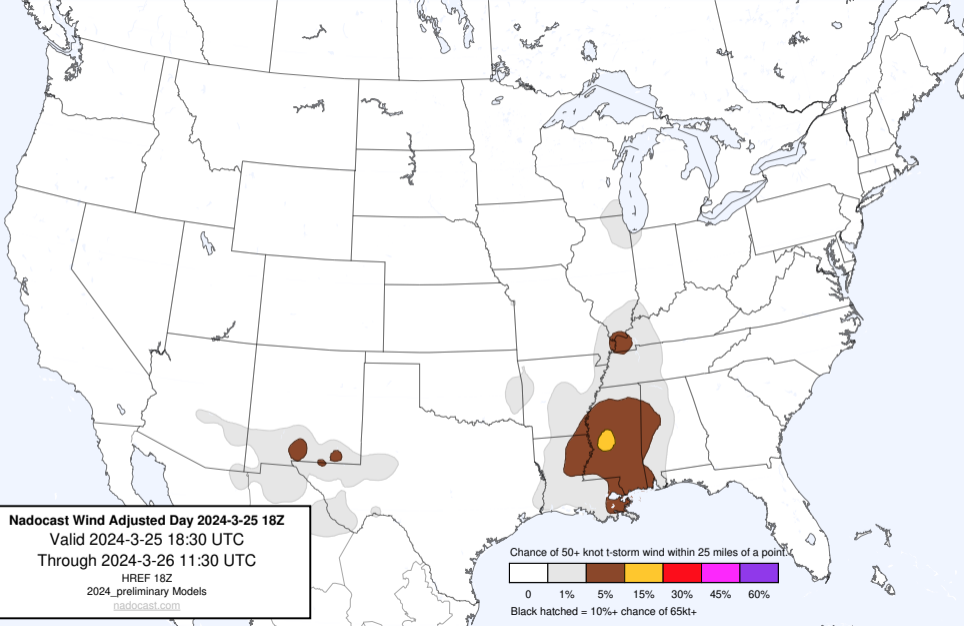 Nadocast Wind Adjusted Day 2024-3-25 18Z
Valid 2024-3-25 18:30 UTC
Through 2024-3-26 11:30 UTC
HREF 18Z
2024_preliminary Models
nadocast.com
Chance of 50+ knot t-storm wind within 25 miles of a point.
0 1% 5% 15% 30% 45% 60%
Black hatched = 10%+ chance of 65kt+